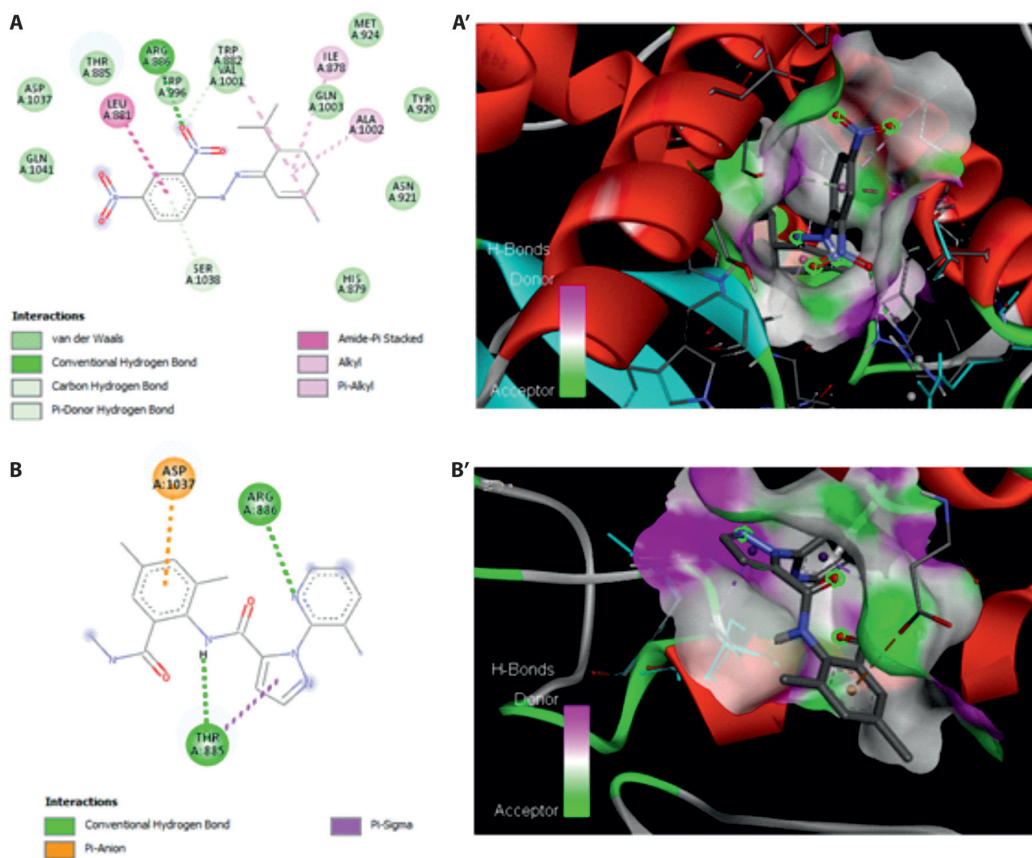 A
MET
A:924
ARG
A:886
TRP
A:882
THR
A:885
ILE
A:878
VAL
A:1001
TRP
A:996
ASP
A:1037
GLN
A:1003
LEU
A:881
TYR
A:920
ALA
A:1002
GLN
A:1041
ASN
A:921
SER
A:1038
HIS
A:879
Interactions
van der Waals
Conventional Hydrogen Bond
Carbon Hydrogen Bond
Pi-Donor Hydrogen Bond
Amide-Pi Stacked
Alkyl
Pi-Alkyl
A′
H-Bonds
Donor
Acceptor
B
ASP
A:1037
ARG
A:886
H
THR
A:885
Interactions
Conventional Hydrogen Bond
Pi-Anion
Pi-Sigma
B′
H-Bonds
Donor
Acceptor